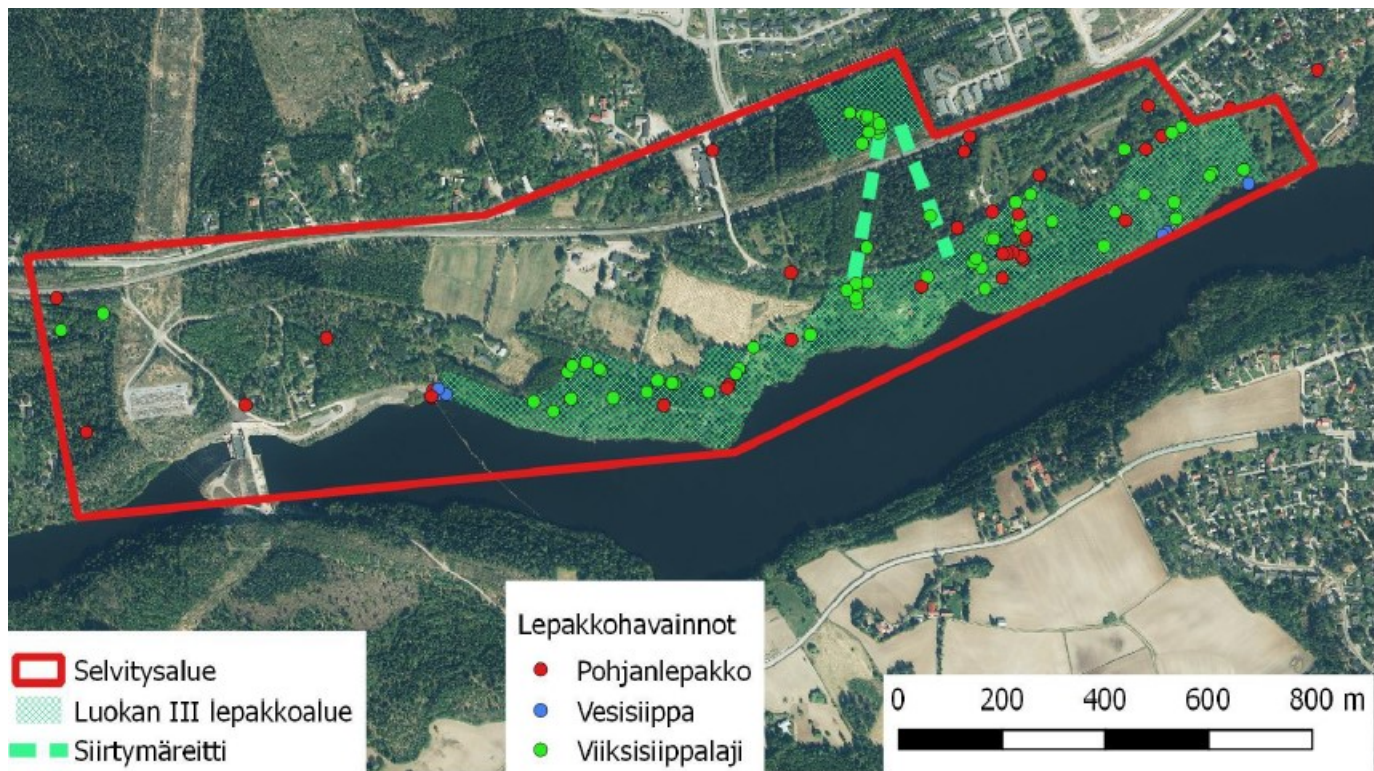 Selvitysalue
Luokan III lepakkoalue
Siirtymäreitti
Lepakkohavainnot
Pohjanlepakko
Vesisiippa
Viiksisiippalaji
0 200 400 600 800 m